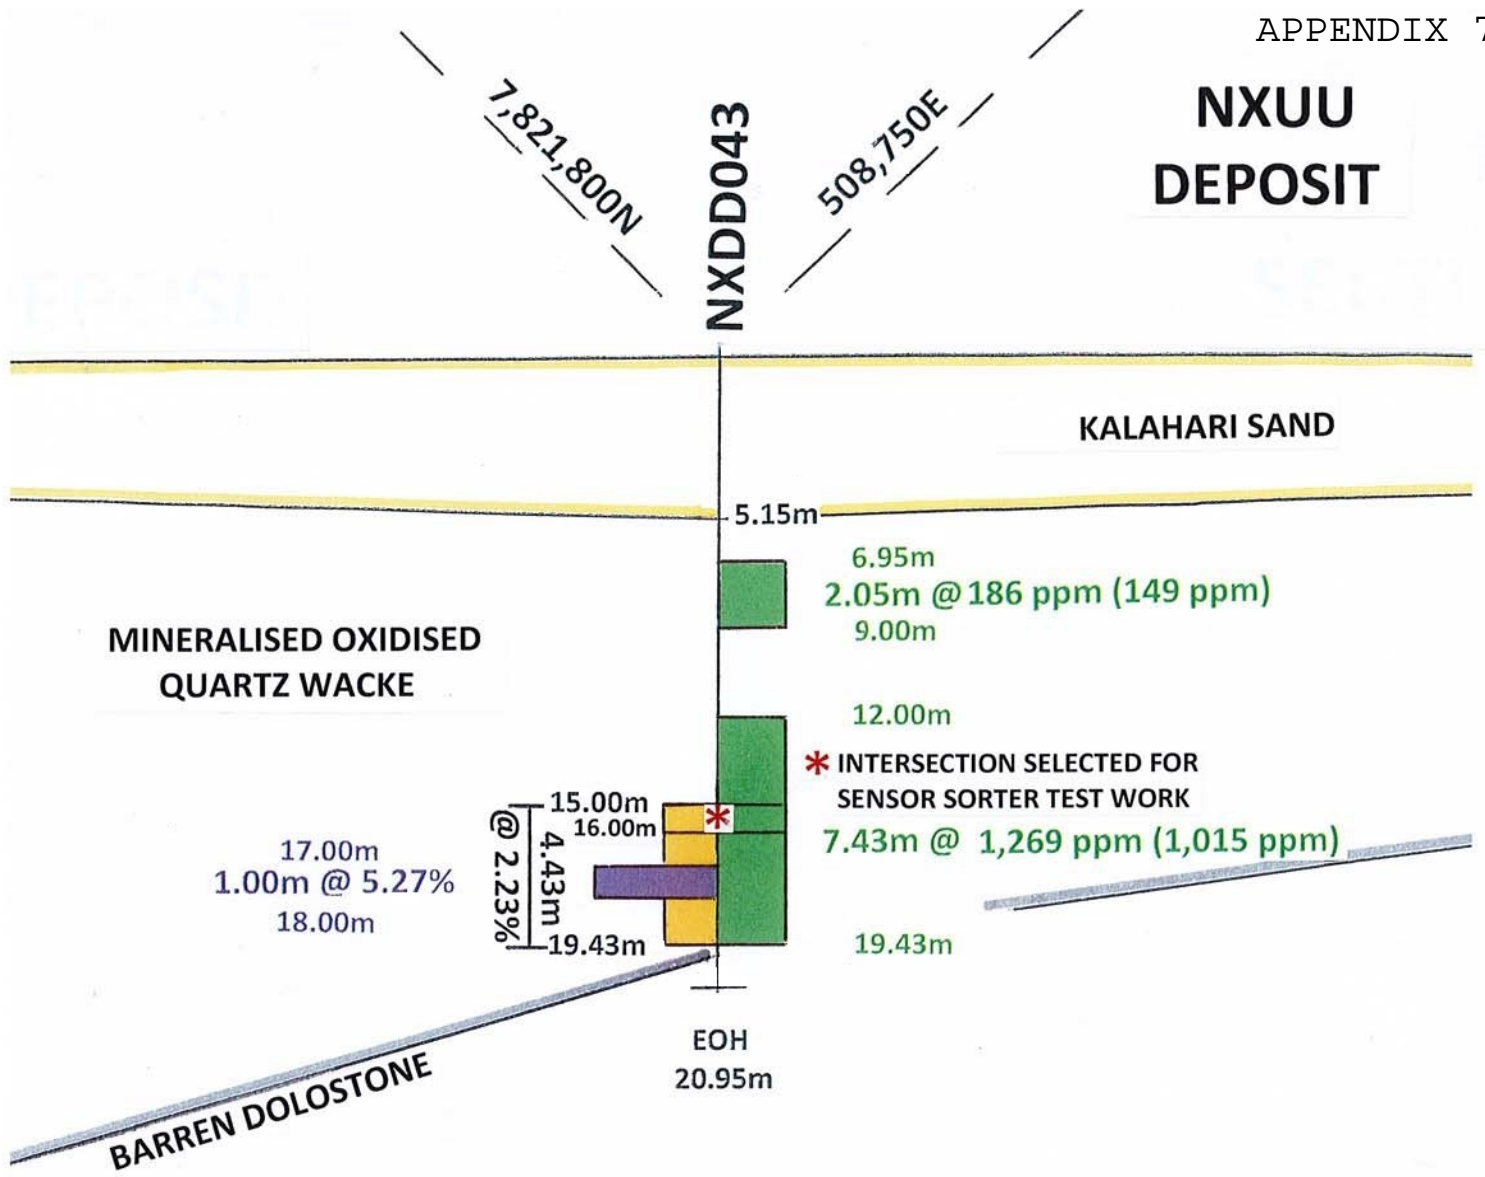 APPENDIX 7
NXUU
DEPOSIT
7,821,800N
NXDD043
508,750E
KALAHARI SAND
5.15m
6.95m
2.05m @ 186 ppm (149 ppm)
9.00m
MINERALISED OXIDISED
QUARTZ WACKE
12.00m
* INTERSECTION SELECTED FOR
SENSOR SORTER TEST WORK
15.00m
*
16.00m
7.43m @ 1,269 ppm (1,015 ppm)
4.43m
@ 2.23%
17.00m
1.00m @ 5.27%
18.00m
19.43m
19.43m
EOH
20.95m
BARREN DOLOSTONE